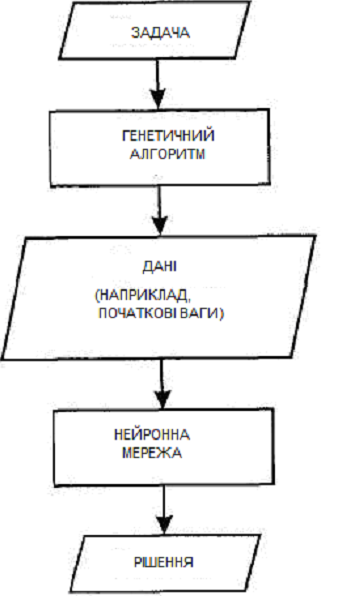 ЗАДАЧА
ГЕНЕТИЧНИЙ
АЛГОРИТМ
ДАНІ
(НАПРИКЛАД,
ПОЧАТКОВІ ВАГИ)
НЕЙРОННА
МЕРЕЖА
РІШЕННЯ